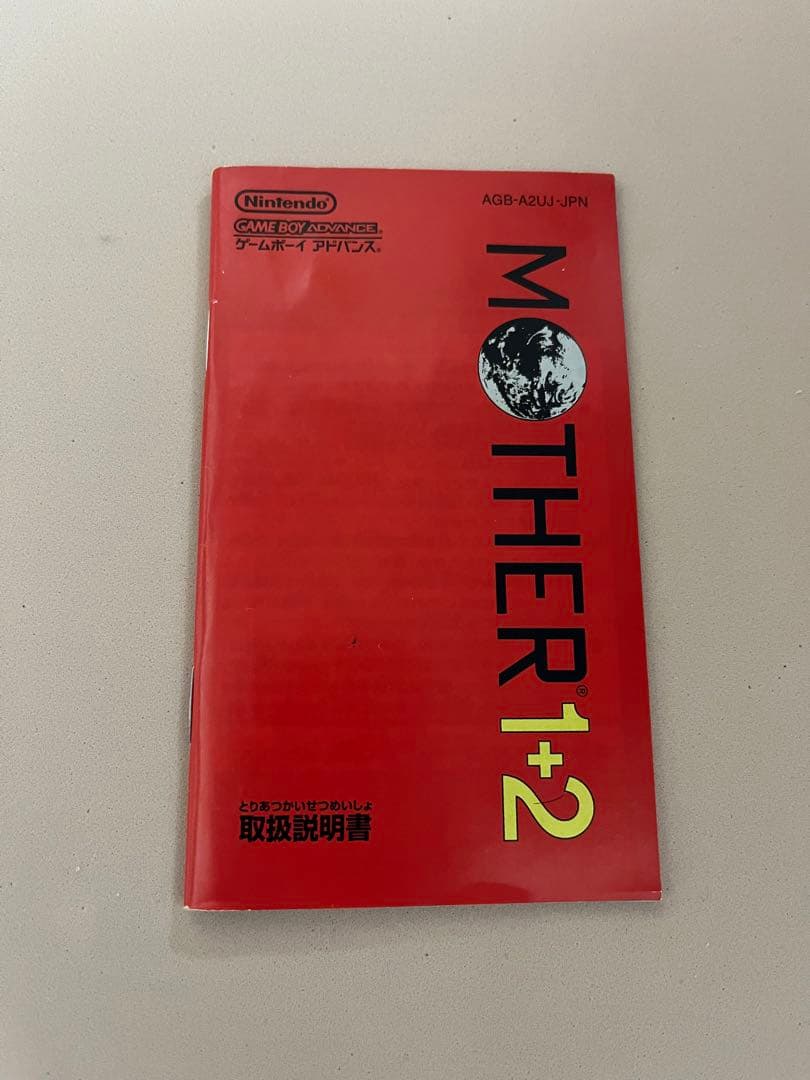 Nintendo
GAME BOY ADVANCE®
ゲームボーイ アドバンス®
AGB-A2UJ-JPN
MOTHER®1+2
とりあつかいせつめいしょ
取扱説明書